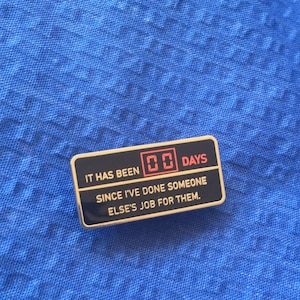 IT HAS BEEN 00 DAYS
SINCE I'VE DONE SOMEONE
ELSE'S JOB FOR THEM.